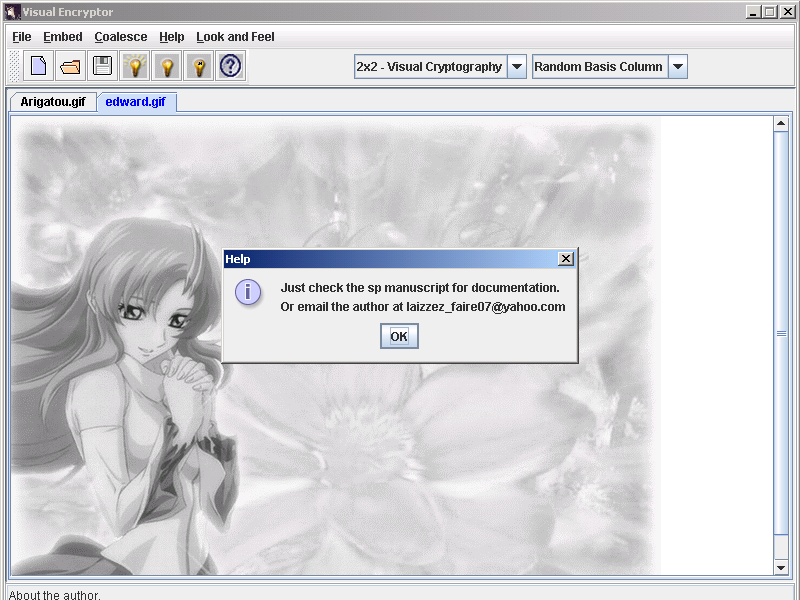 Visual Encryptor
File Embed Coalesce Help Look and Feel
2x2 - Visual Cryptography Random Basis Column
Arigatou.gif edward.gif
Help
Just check the sp manuscript for documentation.
Or email the author at laizzez_faire07@yahoo.com
OK
About the author.